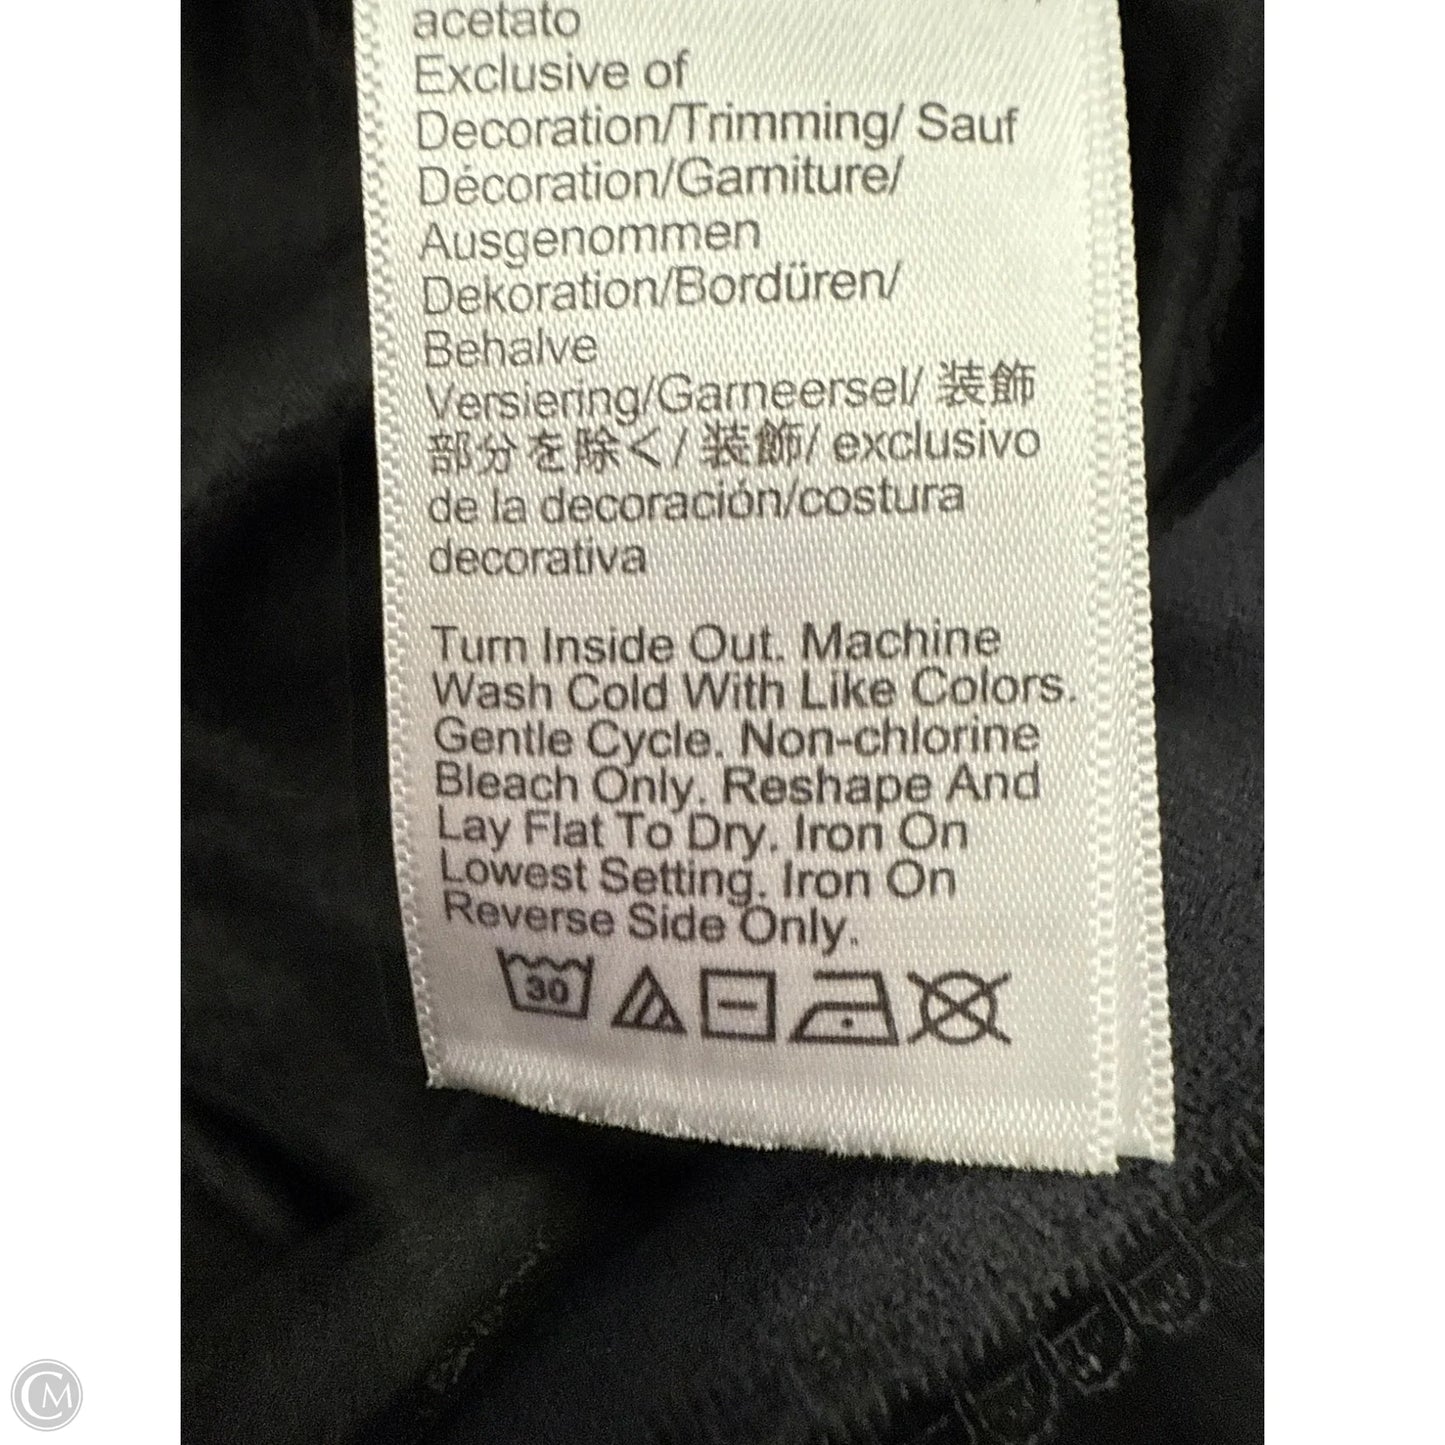 acetato
Exclusive of
Decoration/Trimming/ Sauf
Décoration/Garniture/
Ausgenommen
Dekoration/Bordüren/
Behalve
Versiering/Garneersel/ 装飾
部分を除く/ 装飾/ exclusivo
de la decoración/costura
decorativa
Turn Inside Out. Machine
Wash Cold With Like Colors.
Gentle Cycle. Non-chlorine
Bleach Only. Reshape And
Lay Flat To Dry. Iron On
Lowest Setting. Iron On
Reverse Side Only.
30
CM